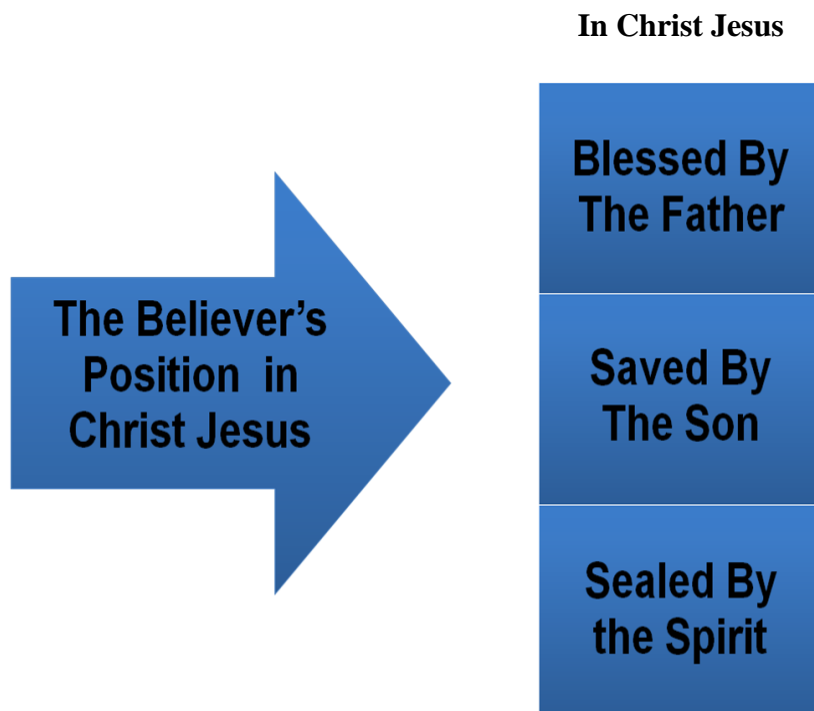 In Christ Jesus
The Believer’s
Position in
Christ Jesus
Blessed By
The Father
Saved By
The Son
Sealed By
the Spirit